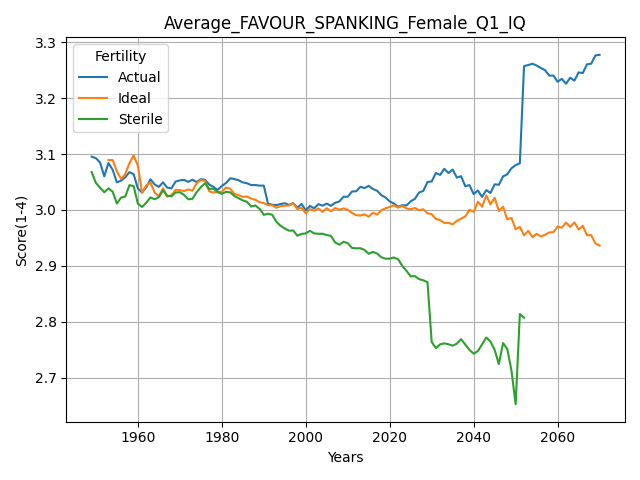 Average_FAVOUR_SPANKING_Female_Q1_IQ
Fertility
Actual
Ideal
Sterile
Score(1-4)
3.3
3.2
3.1
3.0
2.9
2.8
2.7
1960 1980 2000 2020 2040 2060
Years